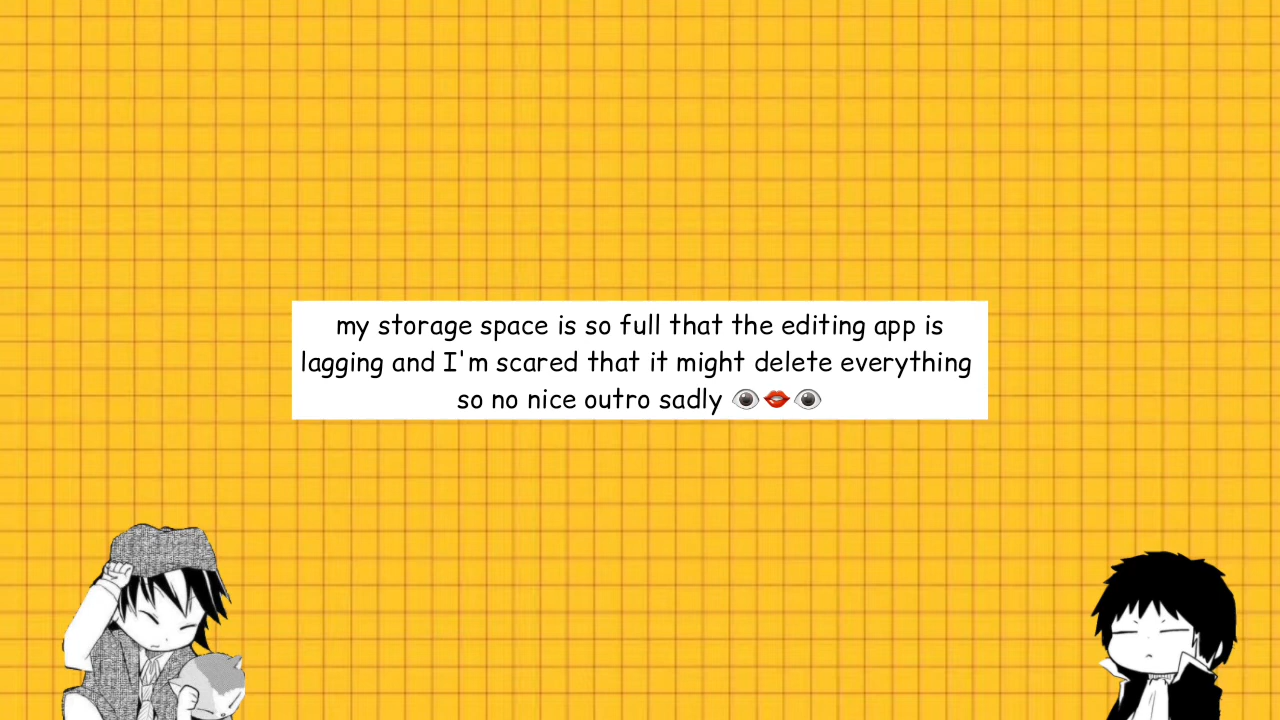 my storage space is so full that the editing app is
lagging and I'm scared that it might delete everything
so no nice outro sadly 👁️💋👁️